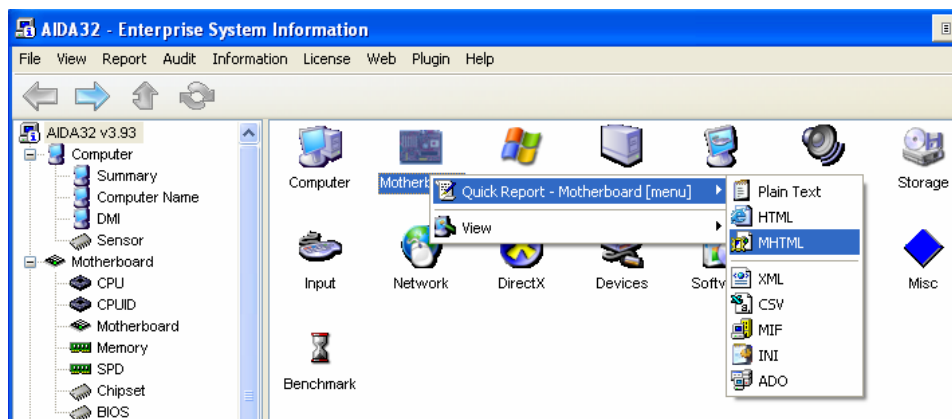 AIDA32 - Enterprise System Information
File View Report Audit Information License Web Plugin Help
AIDA32 v3.93
Computer
Summary
Computer Name
DMI
Sensor
Motherboard
CPU
CPUID
Motherboard
Memory
SPD
Chipset
BIOS
Computer
Storage
Quick Report - Motherboard [menu]
View
Plain Text
HTML
MHTML
XML
CSV
MIF
INI
ADO
Input Network DirectX Devices Misc
Benchmark